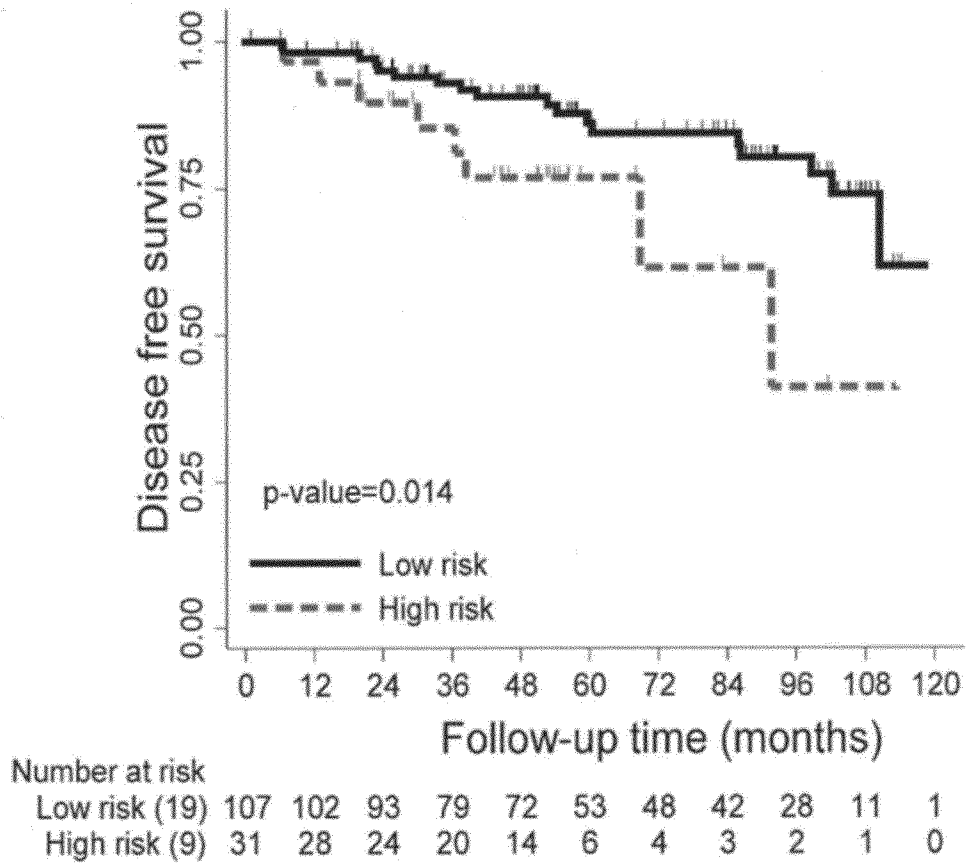 Disease free survival
1.00
0.75
0.50
0.25
0.00
p-value=0.014
Low risk
High risk
0 12 24 36 48 60 72 84 96 108 120
Follow-up time (months)
Number at risk
Low risk (19) 107 102 93 79 72 53 48 42 28 11 1
High risk (9) 31 28 24 20 14 6 4 3 2 1 0